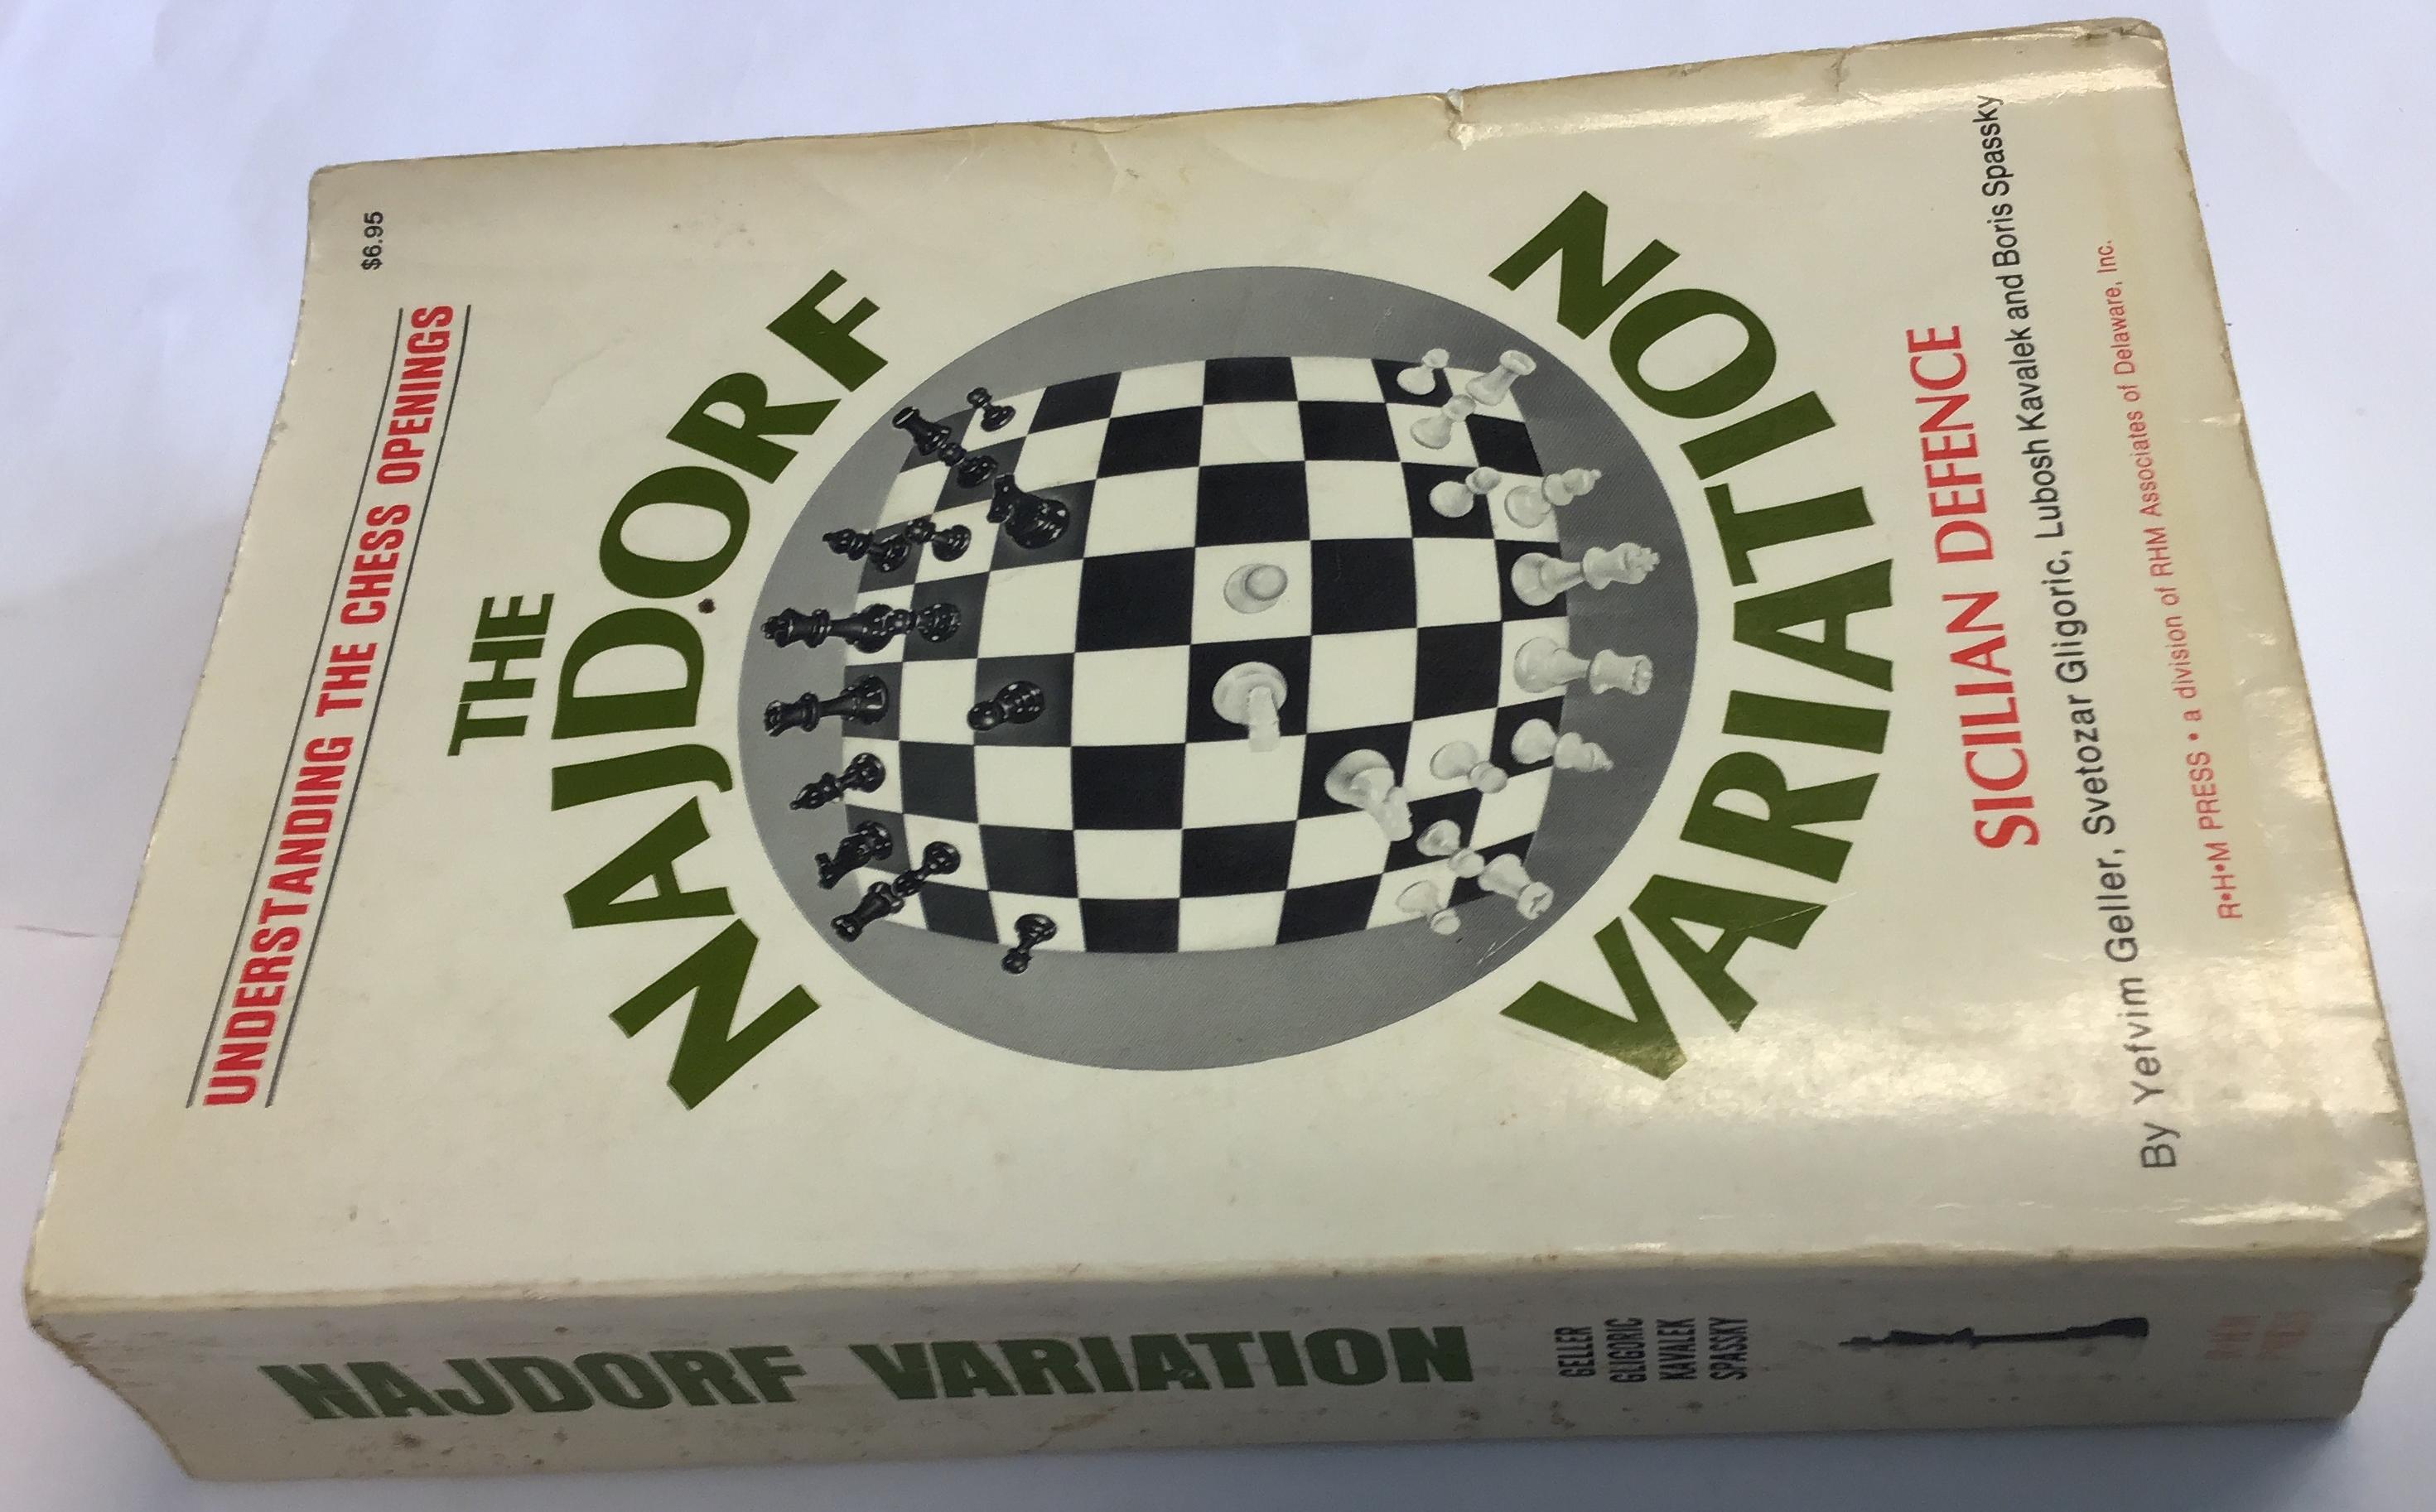 $6.95
UNDERSTANDING THE CHESS OPENINGS
THE
NAJDORF
VARIATION
SICILIAN DEFENCE
By Yefvim Geller, Svetozar Gligoric, Lubosh Kavalek and Boris Spassky
R•H•M PRESS • a division of RHM Associates of Delaware, Inc.
NAJDORF VARIATION
GELLER
GLIGORIC
KAVALEK
SPASSKY